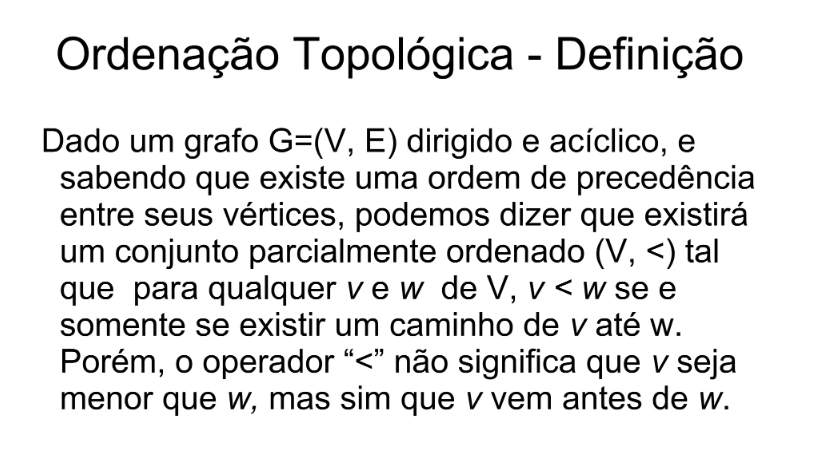 Ordenação Topológica - Definição
Dado um grafo G=(V, E) dirigido e acíclico, e
sabendo que existe uma ordem de precedência
entre seus vértices, podemos dizer que existirá
um conjunto parcialmente ordenado (V, <) tal
que para qualquer v e w de V, v < w se e
somente se existir um caminho de v até w.
Porém, o operador “<” não significa que v seja
menor que w, mas sim que v vem antes de w.